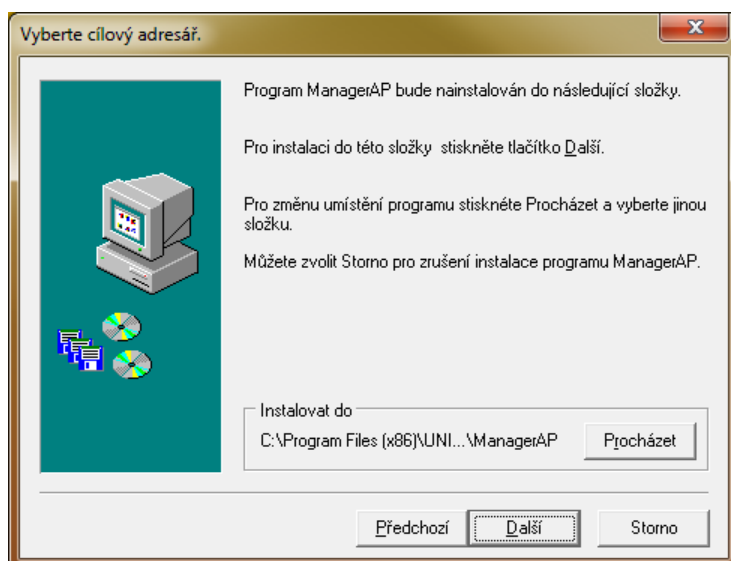 Vyberte cílový adresář.
Program ManagerAP bude nainstalován do následující složky.
Pro instalaci do této složky  stiskněte tlačítko Další.
Pro změnu umístění programu stiskněte Procházet a vyberte jinou
složku.
Můžete zvolit Storno pro zrušení instalace programu ManagerAP.
Instalovat do
C:\Program Files (x86)\UNI...\ManagerAP
Procházet
Předchozí
Další
Storno